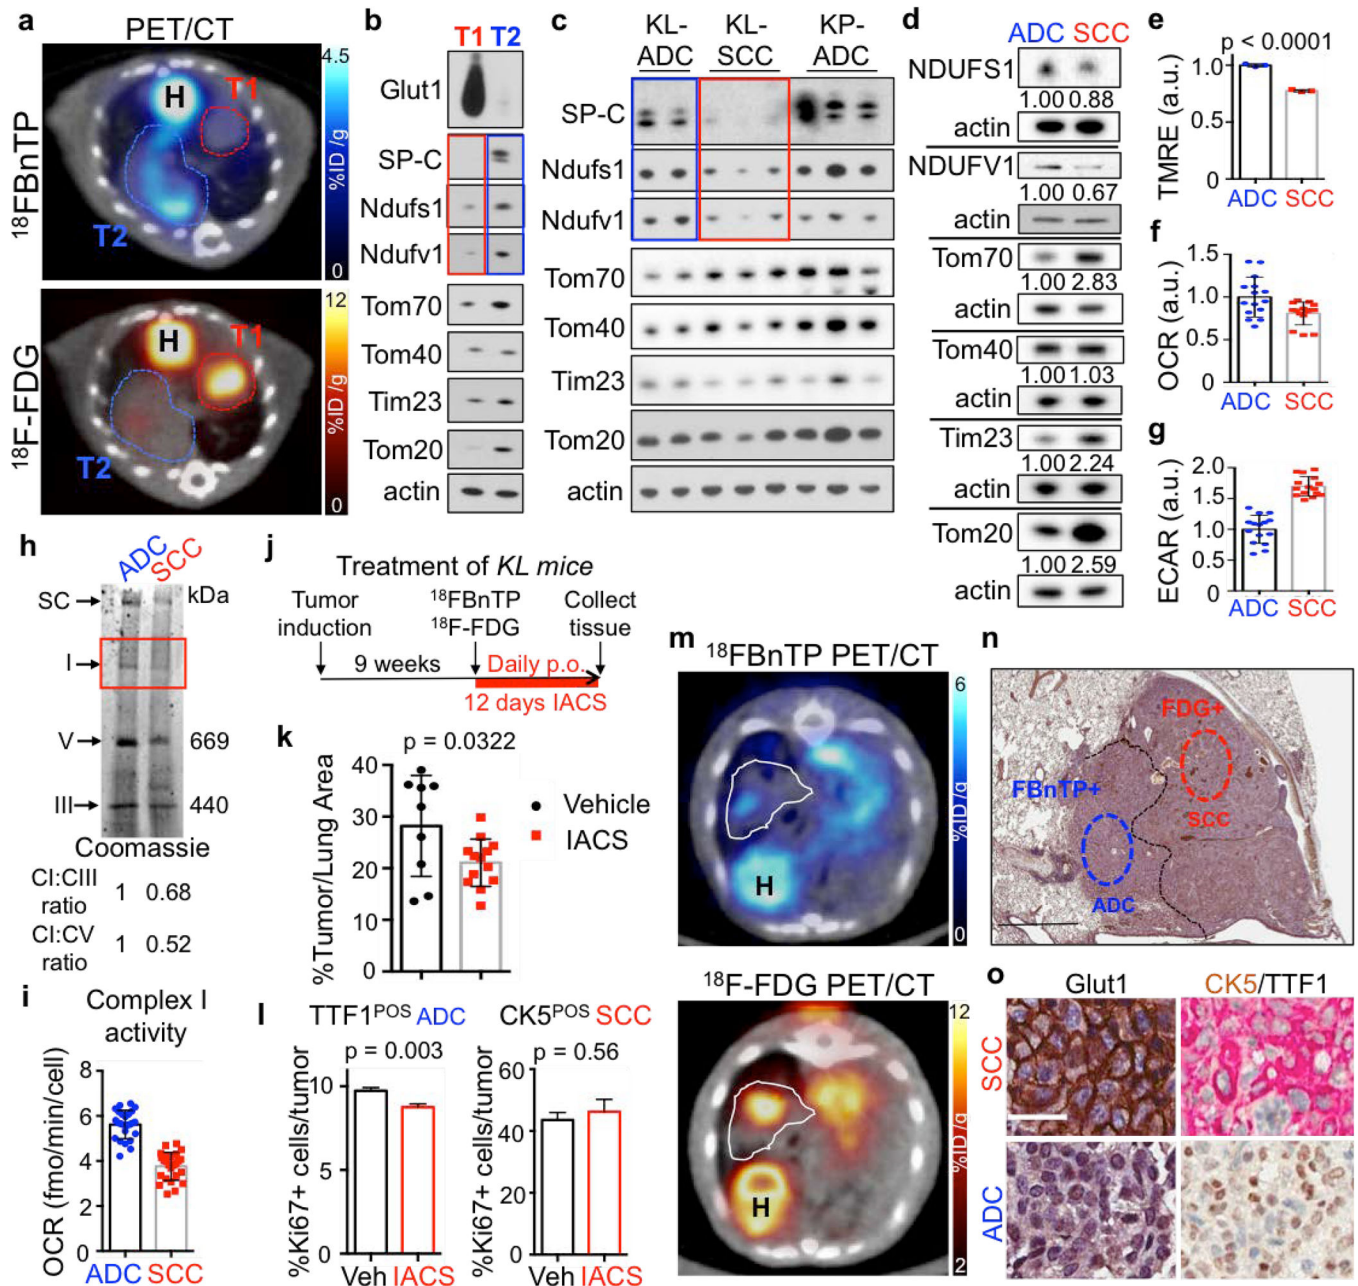 a
PET/CT
¹⁸FBnTP
H
T1
T2
4.5
%ID /g
0
¹⁸F-FDG
H
T1
T2
12
%ID /g
0
b
T1 T2
Glut1
SP-C
Ndufs1
Ndufv1
Tom70
Tom40
Tim23
Tom20
actin
c
KL-ADC
KL-SCC
KP-ADC
SP-C
Ndufs1
Ndufv1
Tom70
Tom40
Tim23
Tom20
actin
d
ADC SCC
NDUFS1
1.00 0.88
actin
NDUFV1
1.00 0.67
actin
Tom70
1.00 2.83
actin
Tom40
1.00 1.03
actin
Tim23
1.00 2.24
actin
Tom20
1.00 2.59
actin
e
p < 0.0001
TMRE (a.u.)
1.0
0.5
0
ADC SCC
f
OCR (a.u.)
1.5
1.0
0.5
0
ADC SCC
g
ECAR (a.u.)
2.0
1.5
1.0
0.5
0
ADC SCC
h
ADC
SCC
kDa
SC
I
V
669
III
440
Coomassie
CI:CIII ratio 1 0.68
CI:CV ratio 1 0.52
i
Complex I
activity
OCR (fmo/min/cell)
8
6
4
2
0
ADC SCC
j
Treatment of KL mice
Tumor induction
¹⁸FBnTP
¹⁸F-FDG
Collect tissue
9 weeks
Daily p.o.
12 days IACS
k
p = 0.0322
%Tumor/Lung Area
40
30
20
10
0
Vehicle
IACS
l
TTF1POS ADC
p = 0.003
%Ki67+ cells/tumor
10
5
0
Veh IACS
CK5POS SCC
p = 0.56
%Ki67+ cells/tumor
60
40
20
0
Veh IACS
m
¹⁸FBnTP PET/CT
H
6
%ID /g
0
¹⁸F-FDG PET/CT
H
12
%ID/g
2
n
FDG+
FBnTP+
SCC
ADC
o
Glut1
CK5/TTF1
SCC
ADC